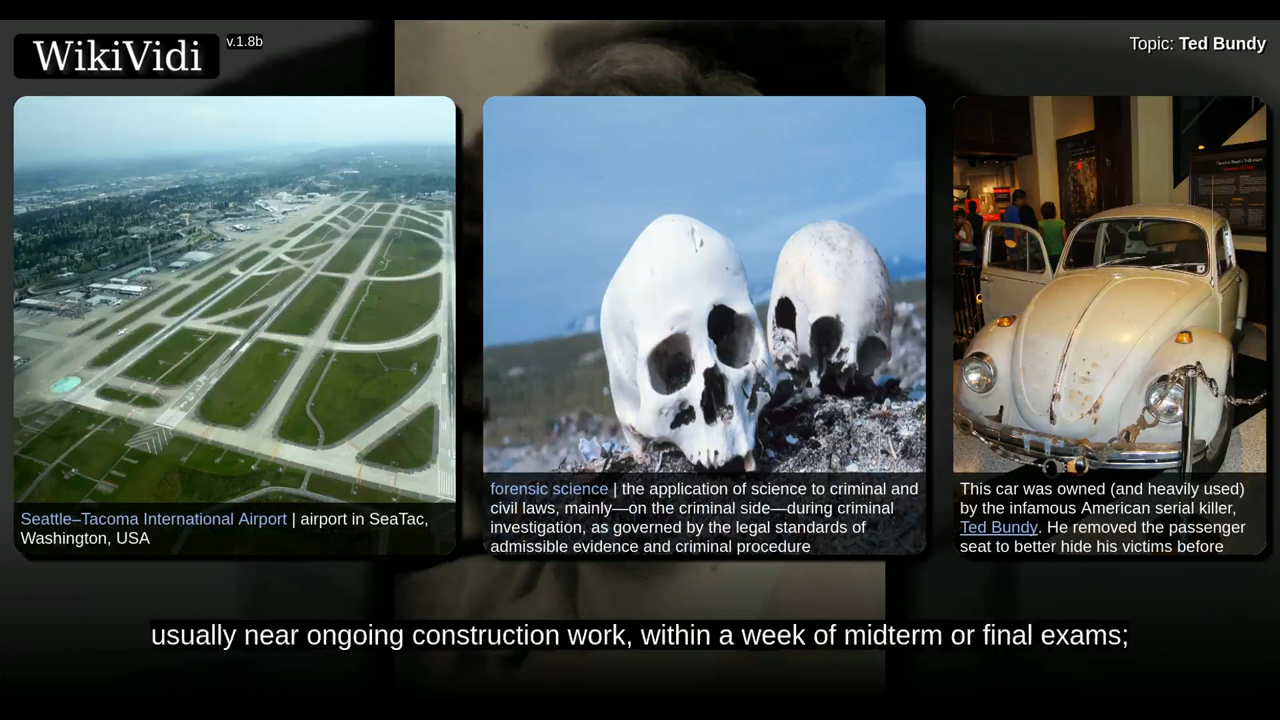 WikiVidi
v.1.8b
Topic: Ted Bundy
Seattle–Tacoma International Airport | airport in SeaTac,
Washington, USA
forensic science | the application of science to criminal and
civil laws, mainly—on the criminal side—during criminal
investigation, as governed by the legal standards of
admissible evidence and criminal procedure
This car was owned (and heavily used)
by the infamous American serial killer,
Ted Bundy. He removed the passenger
seat to better hide his victims before
usually near ongoing construction work, within a week of midterm or final exams;